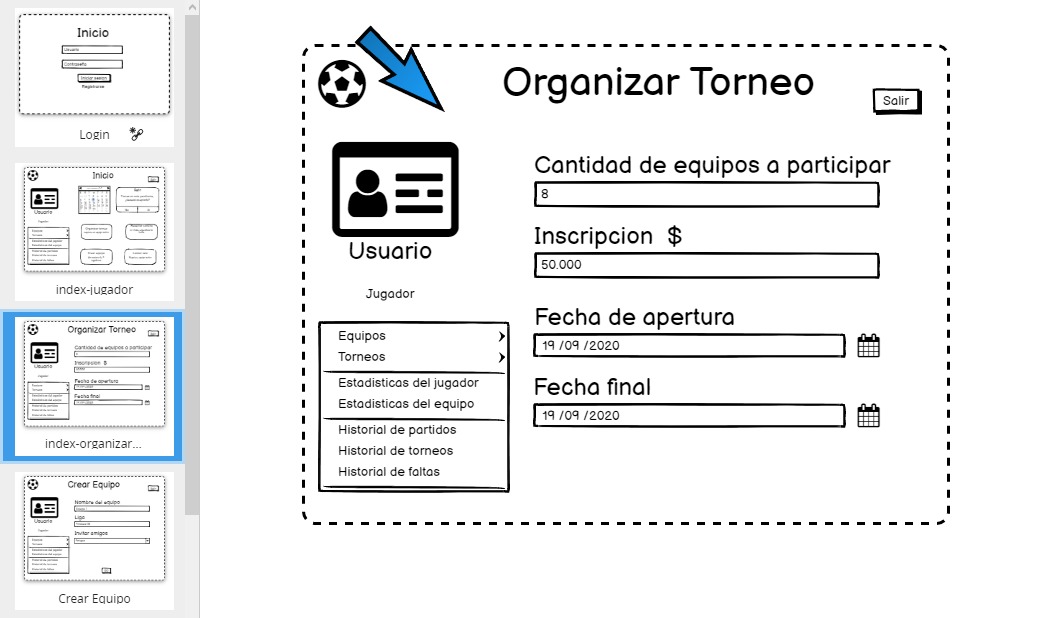 Inicio
Usuario
Contraseña
Iniciar sesion
Registrarse
Login
Inicio
Usuario
Jugador
index-jugador
Organizar Torneo
Cantidad de equipos a participar
Inscripcion $
Fecha de apertura
Fecha final
Usuario
index-organizar...
Crear Equipo
Nombre del equipo
Liga
Invitar amigos
Usuario
Crear Equipo
Organizar Torneo
Salir
Usuario
Jugador
Equipos
Torneos
Estadisticas del jugador
Estadisticas del equipo
Historial de partidos
Historial de torneos
Historial de faltas
Cantidad de equipos a participar
8
Inscripcion $
50.000
Fecha de apertura
19 /09 /2020
Fecha final
19 /09 /2020